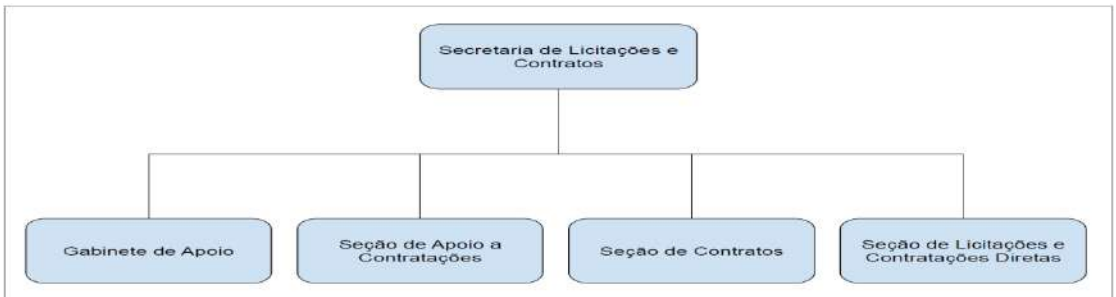 Secretaria de Licitações e
Contratos
Gabinete de Apoio
Seção de Apoio a
Contratações
Seção de Contratos
Seção de Licitações e
Contratações Diretas